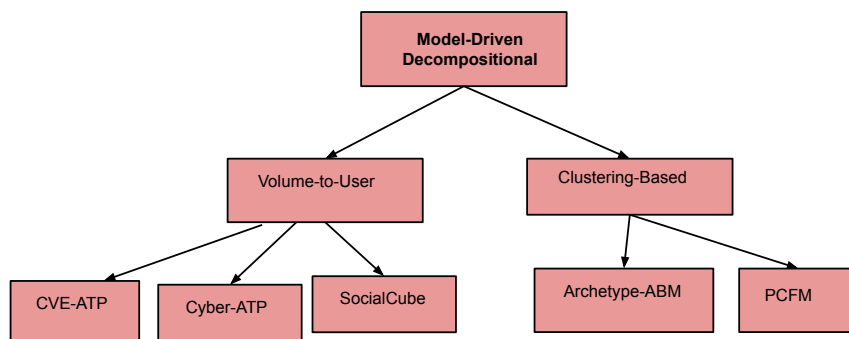 Model-Driven
Decompositional
Volume-to-User
Clustering-Based
CVE-ATP
Cyber-ATP
SocialCube
Archetype-ABM
PCFM